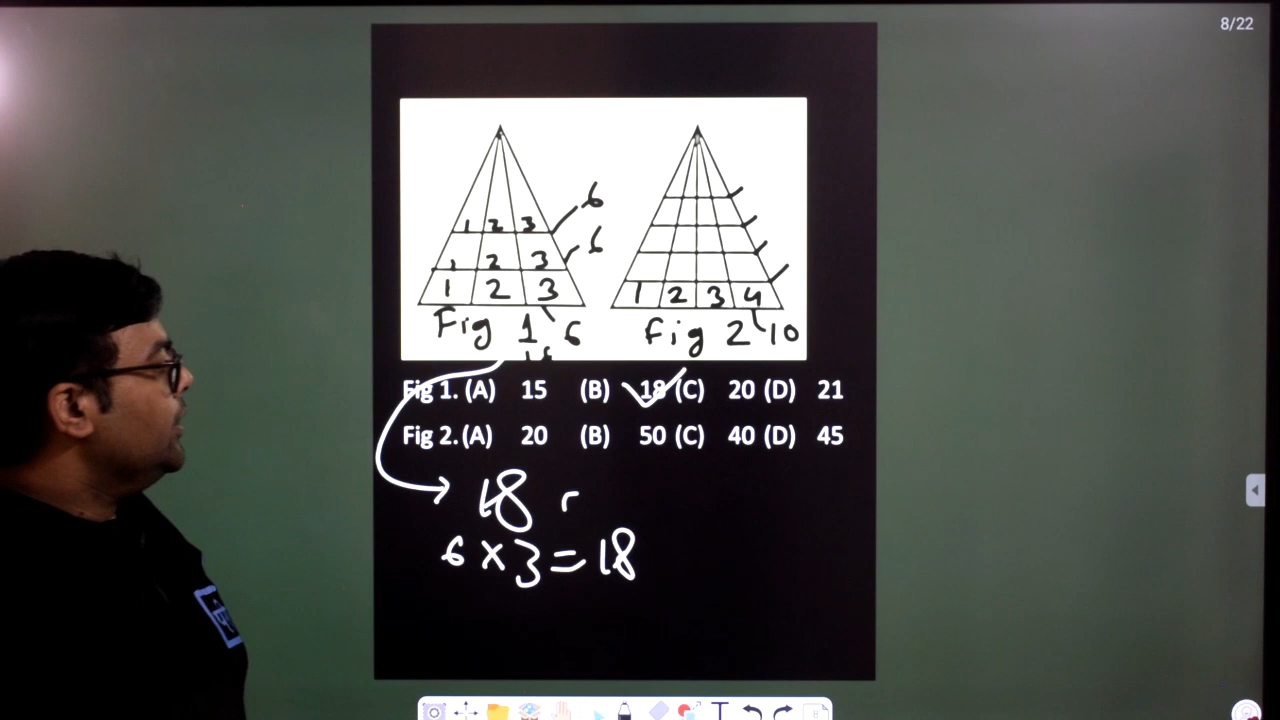 8/22
6
1 2 3
6
1 2 3
1 2 3 1 2 3 4
Fig 1 6 Fig 2 10
18
Fig 1. (A) 15 (B) 18 (C) 20 (D) 21
Fig 2. (A) 20 (B) 50 (C) 40 (D) 45
18
6 × 3 = 18
T